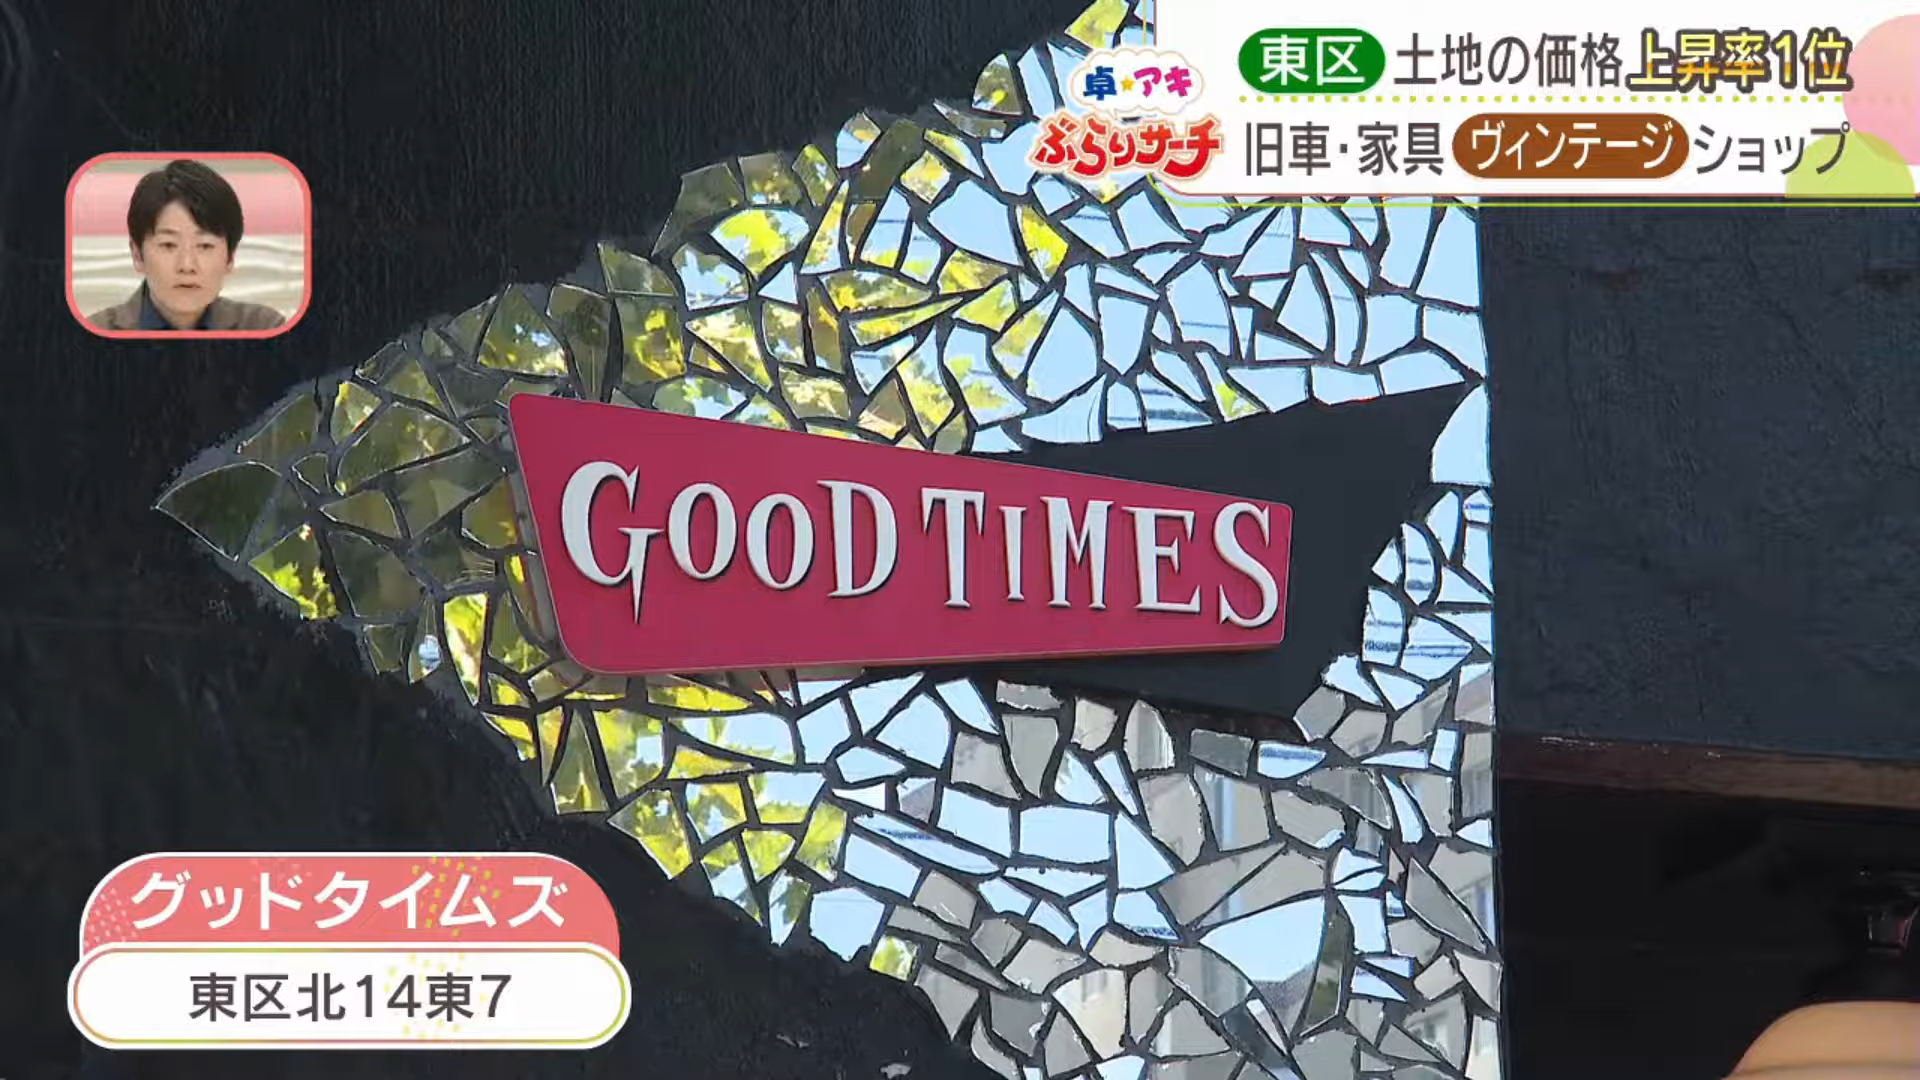 東区 土地の価格上昇率1位
卓☆アキ
ぶらりサーチ
旧車・家具 ヴィンテージ ショップ
GOOD TIMES
グッドタイムズ
東区北14東7